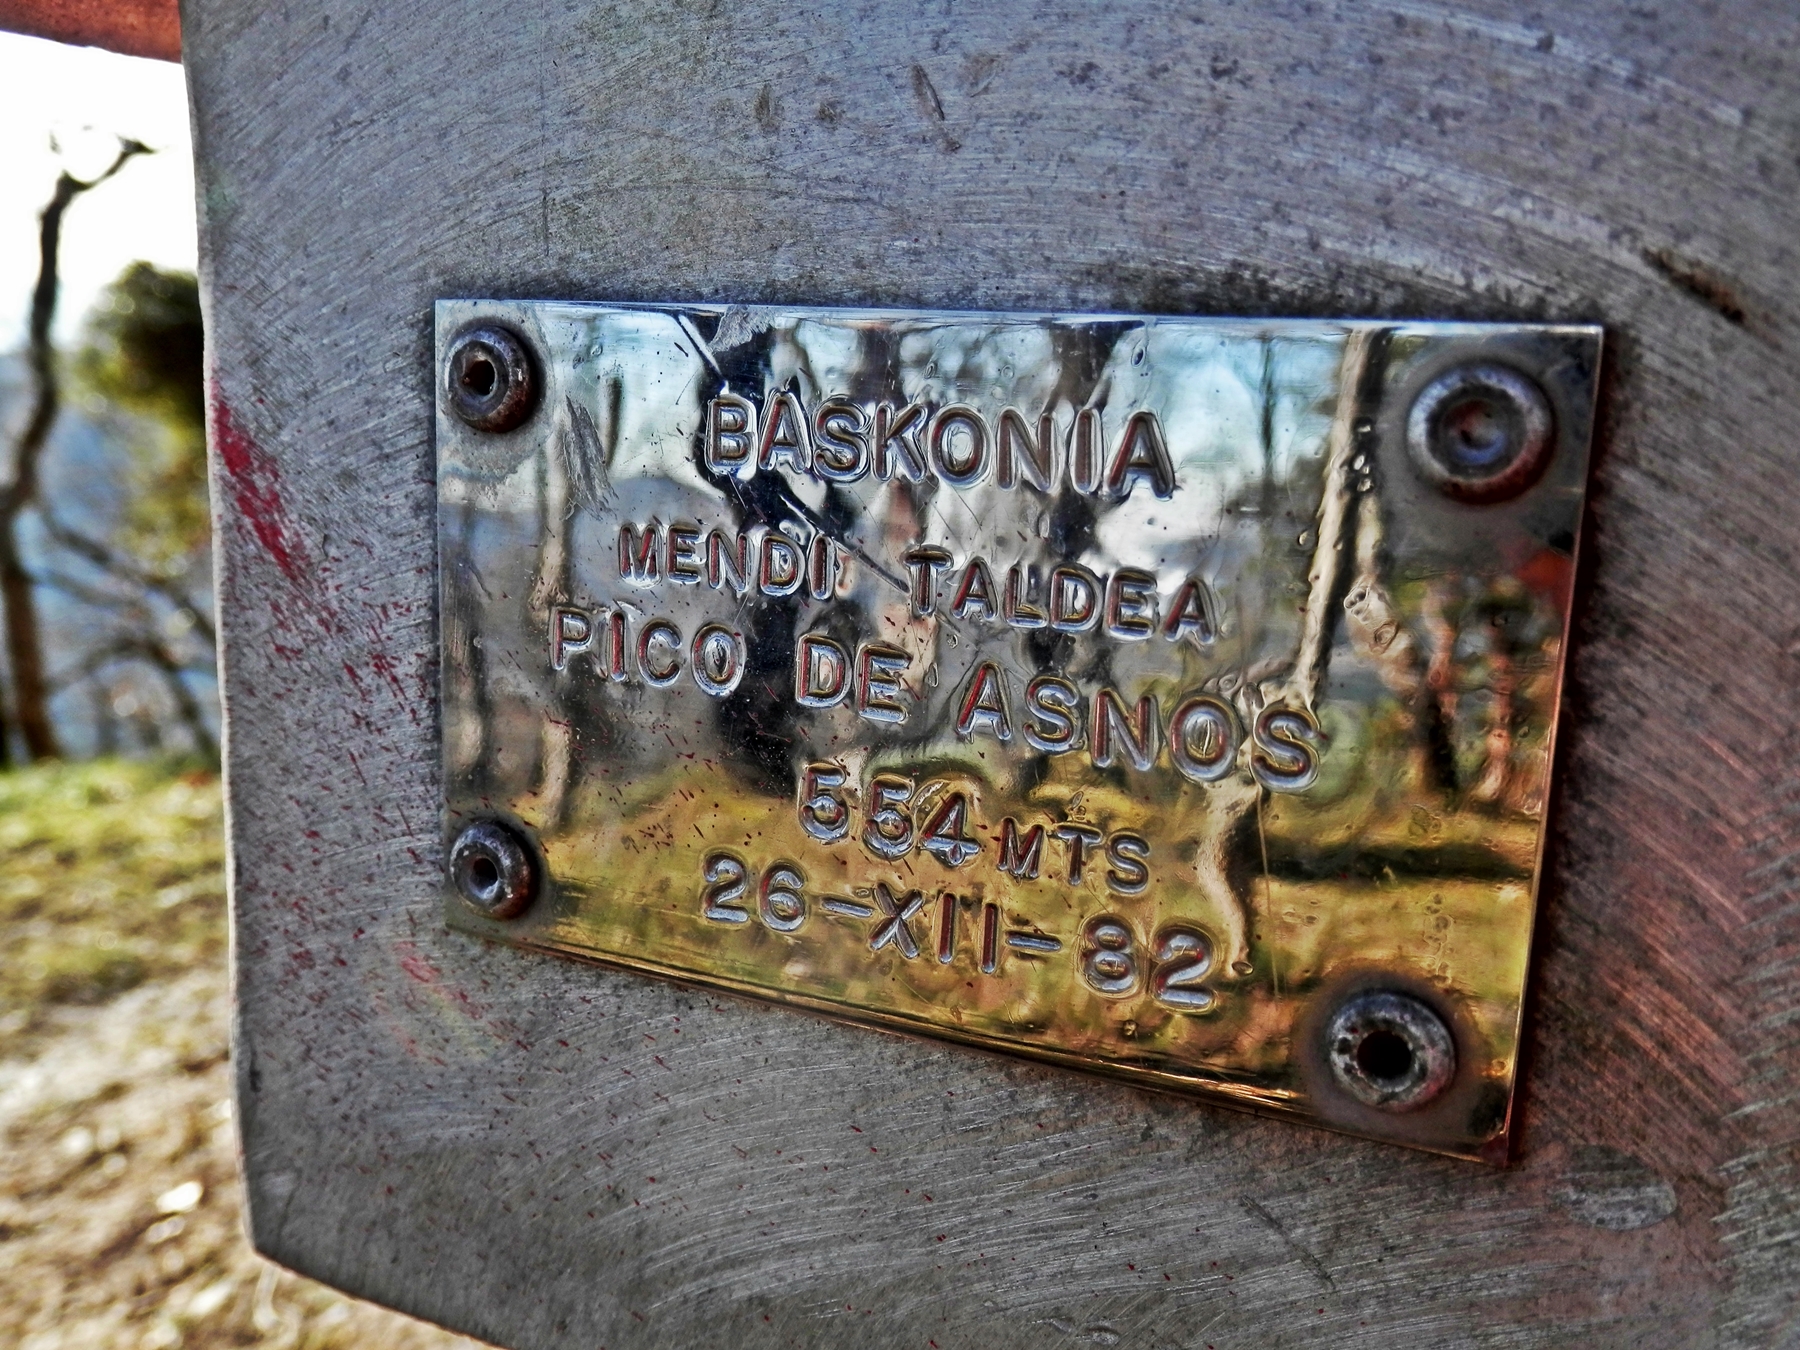 BASKONIA
MENDI TALDEA
PICO DE ASNOS
554 MTS
26-XII-82